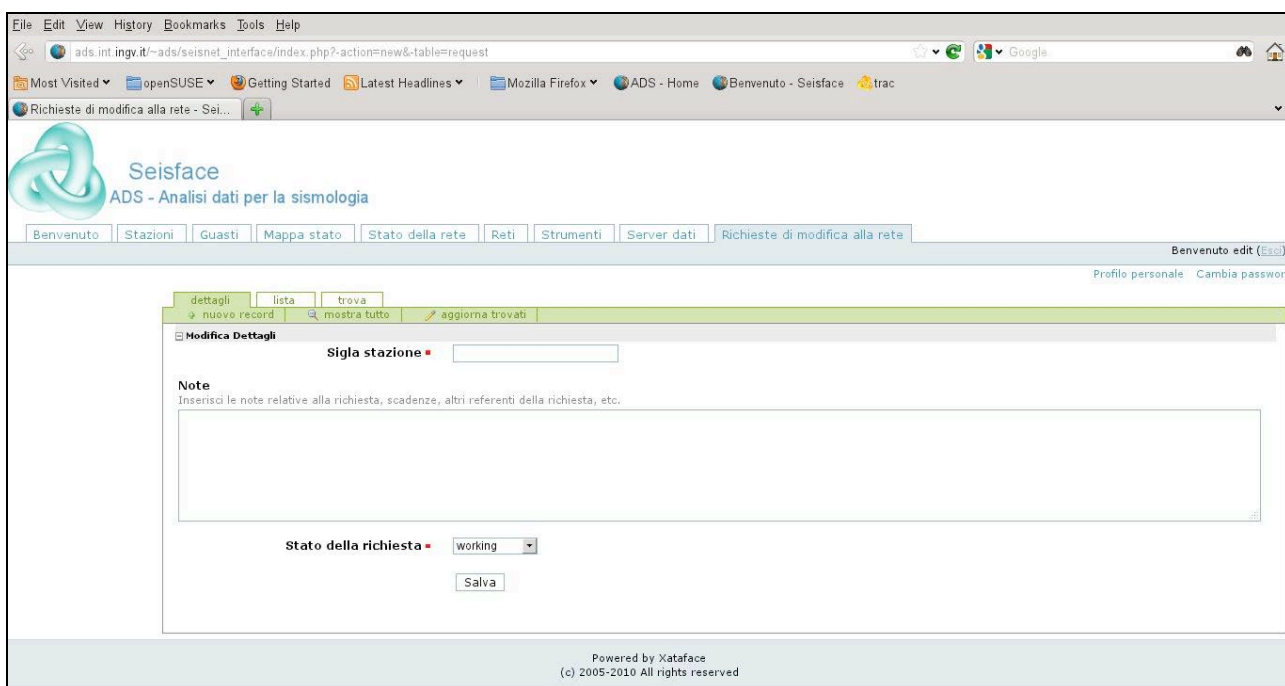 File Edit View History Bookmarks Tools Help
ads.int.ingv.it/~ads/seisnet_interface/index.php?-action=new&-table=request
Google
Most Visited openSUSE Getting Started Latest Headlines Mozilla Firefox ADS - Home Benvenuto - Seisface trac
Richieste di modifica alla rete - Sei...
Seisface
ADS - Analisi dati per la sismologia
Benvenuto Stazioni Guasti Mappa stato Stato della rete Reti Strumenti Server dati Richieste di modifica alla rete
Benvenuto edit (Esci)
Profilo personale Cambia passwor
dettagli lista trova
nuovo record mostra tutto aggiorna trovati
Modifica Dettagli
Sigla stazione
Note
Inserisci le note relative alla richiesta, scadenze, altri referenti della richiesta, etc.
Stato della richiesta working
Salva
Powered by Xataface
(c) 2005-2010 All rights reserved